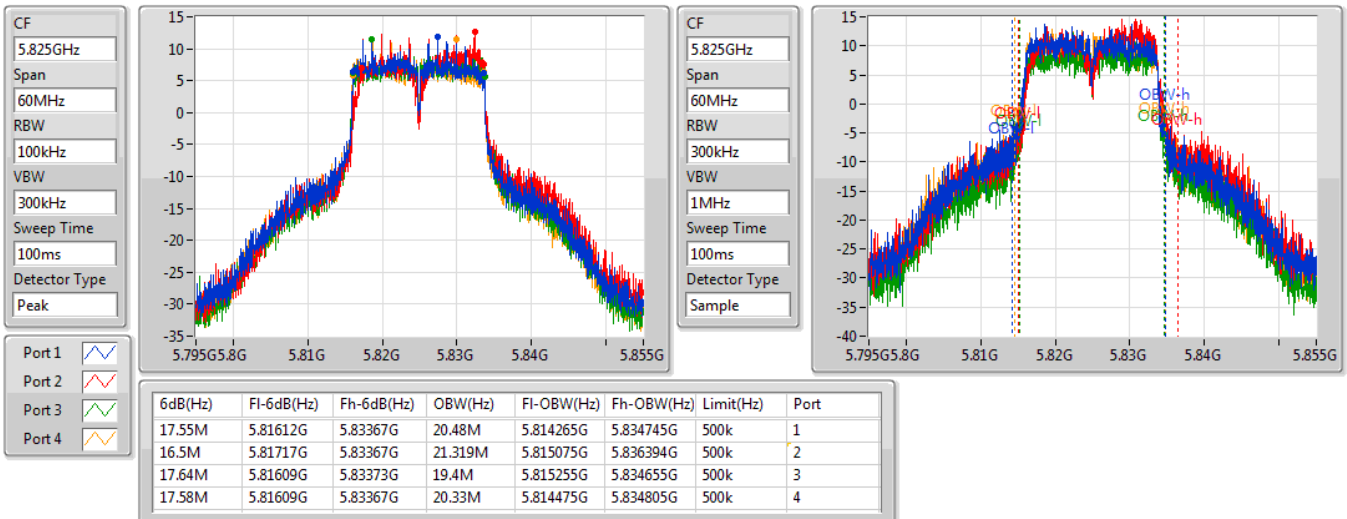 CF
5.825GHz
Span
60MHz
RBW
100kHz
VBW
300kHz
Sweep Time
100ms
Detector Type
Peak
15
10
5
0
-5
-10
-15
-20
-25
-30
-35
5.795G 5.8G 5.81G 5.82G 5.83G 5.84G 5.855G
CF
5.825GHz
Span
60MHz
RBW
300kHz
VBW
1MHz
Sweep Time
100ms
Detector Type
Sample
15
10
5
0
-5
-10
-15
-20
-25
-30
-35
-40
OBW-l
OBW-h
OBW-h
5.795G 5.8G 5.81G 5.82G 5.83G 5.84G 5.855G
Port 1
Port 2
Port 3
Port 4
6dB(Hz) Fl-6dB(Hz) Fh-6dB(Hz) OBW(Hz) Fl-OBW(Hz) Fh-OBW(Hz) Limit(Hz) Port
17.55M 5.81612G 5.83367G 20.48M 5.814265G 5.834745G 500k 1
16.5M 5.81717G 5.83367G 21.319M 5.815075G 5.836394G 500k 2
17.64M 5.81609G 5.83373G 19.4M 5.815255G 5.834655G 500k 3
17.58M 5.81609G 5.83367G 20.33M 5.814475G 5.834805G 500k 4